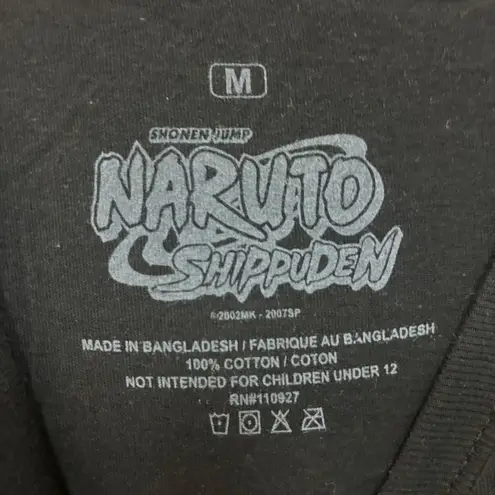 M
SHONEN JUMP
NARUTO
SHIPPUDEN
©2002MK - 2007SP
MADE IN BANGLADESH / FABRIQUE AU BANGLADESH
100% COTTON / COTON
NOT INTENDED FOR CHILDREN UNDER 12
RN#110927